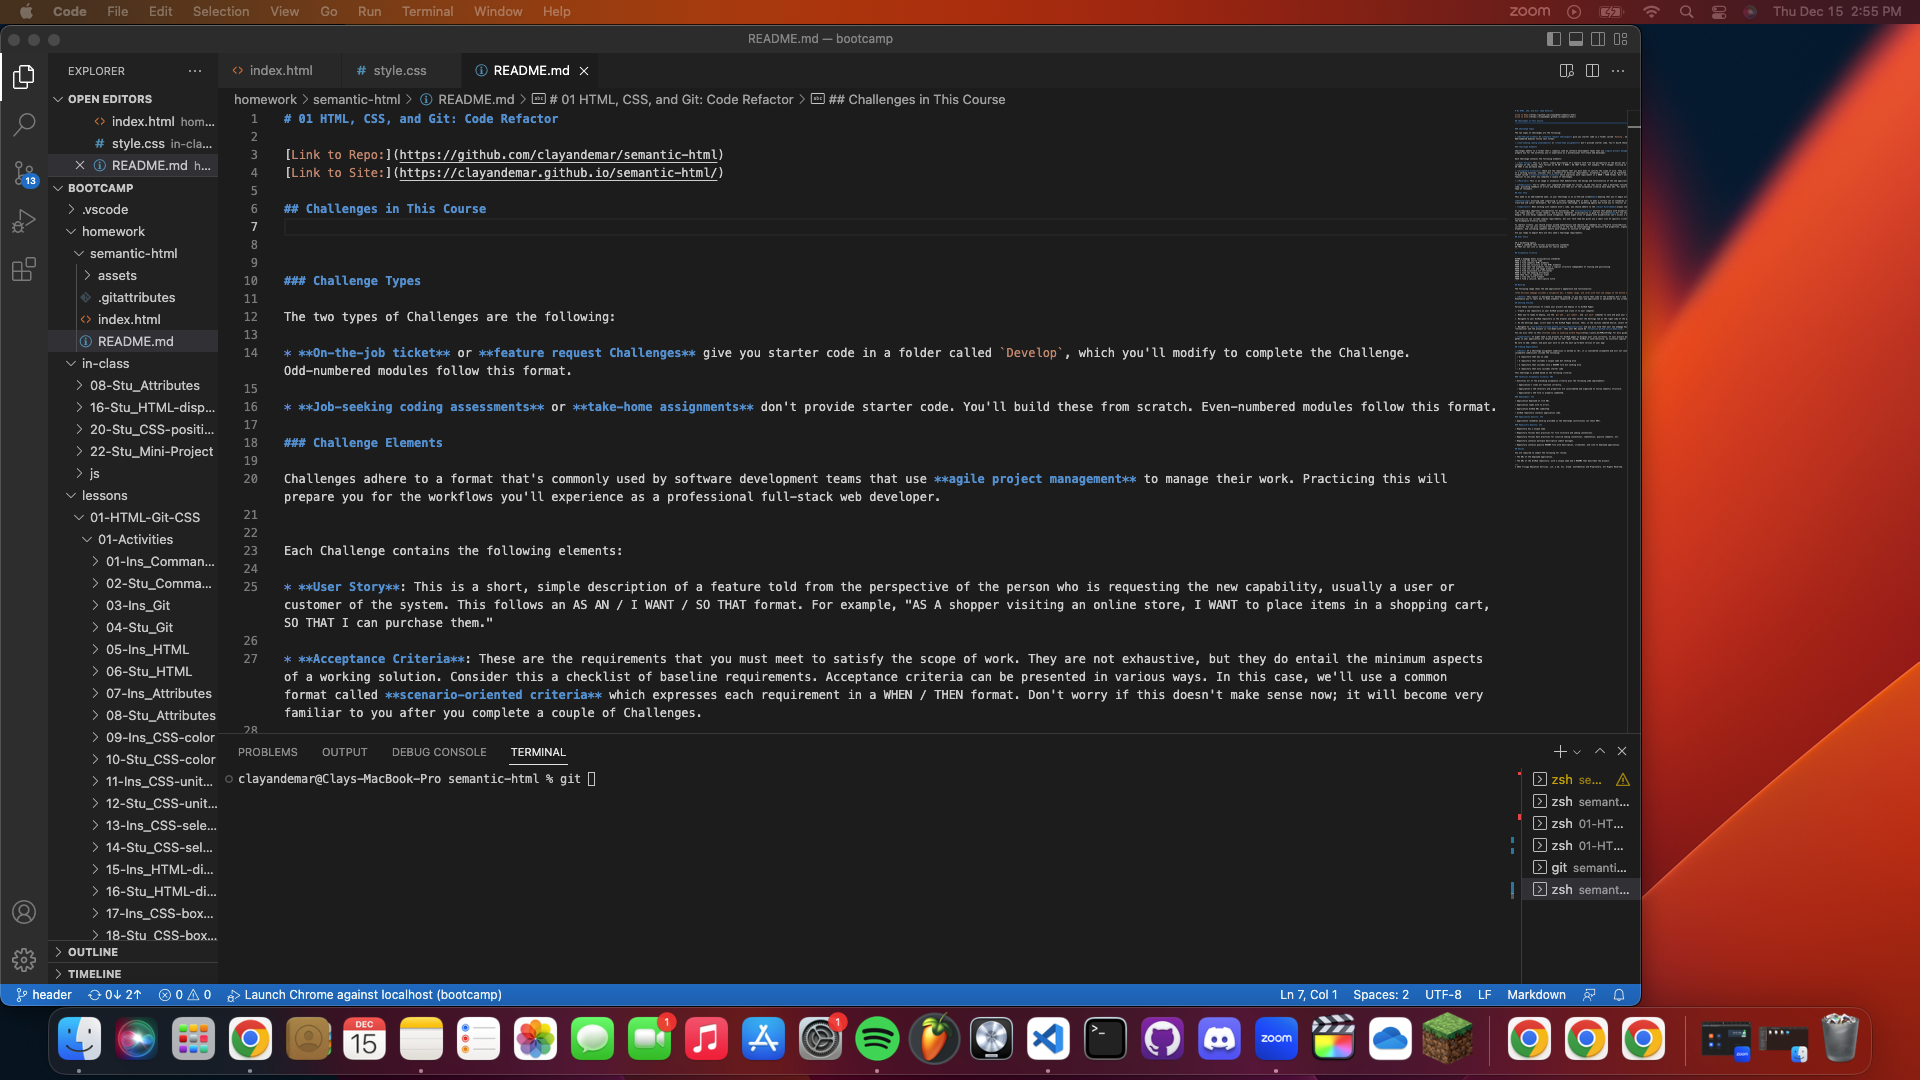 Code File Edit Selection View Go Run Terminal Window Help
zoom Thu Dec 15 2:55 PM
README.md — bootcamp
EXPLORER
index.html
style.css
README.md
OPEN EDITORS
index.html hom...
style.css in-cla...
README.md h...
13
BOOTCAMP
.vscode
homework
semantic-html
assets
.gitattributes
index.html
README.md
in-class
08-Stu_Attributes
16-Stu_HTML-disp...
20-Stu_CSS-positi...
22-Stu_Mini-Project
js
lessons
01-HTML-Git-CSS
01-Activities
01-Ins_Comman...
02-Stu_Comma...
03-Ins_Git
04-Stu_Git
05-Ins_HTML
06-Stu_HTML
07-Ins_Attributes
08-Stu_Attributes
09-Ins_CSS-color
10-Stu_CSS-color
11-Ins_CSS-unit...
12-Stu_CSS-unit...
13-Ins_CSS-sele...
14-Stu_CSS-sel...
15-Ins_HTML-di...
16-Stu_HTML-di...
17-Ins_CSS-box...
18-Stu_CSS-box...
OUTLINE
TIMELINE
homework > semantic-html > README.md > # 01 HTML, CSS, and Git: Code Refactor > ## Challenges in This Course
1 # 01 HTML, CSS, and Git: Code Refactor
2
3 [Link to Repo:](https://github.com/clayandemar/semantic-html)
4 [Link to Site:](https://clayandemar.github.io/semantic-html/)
5
6 ## Challenges in This Course
7
8
9
10 ### Challenge Types
11
12 The two types of Challenges are the following:
13
14 * **On-the-job ticket** or **feature request Challenges** give you starter code in a folder called `Develop`, which you'll modify to complete the Challenge.
Odd-numbered modules follow this format.
15
16 * **Job-seeking coding assessments** or **take-home assignments** don't provide starter code. You'll build these from scratch. Even-numbered modules follow this format.
17
18 ### Challenge Elements
19
20 Challenges adhere to a format that's commonly used by software development teams that use **agile project management** to manage their work. Practicing this will
prepare you for the workflows you'll experience as a professional full-stack web developer.
21
22
23 Each Challenge contains the following elements:
24
25 * **User Story**: This is a short, simple description of a feature told from the perspective of the person who is requesting the new capability, usually a user or
customer of the system. This follows an AS AN / I WANT / SO THAT format. For example, "AS A shopper visiting an online store, I WANT to place items in a shopping cart,
SO THAT I can purchase them."
26
27 * **Acceptance Criteria**: These are the requirements that you must meet to satisfy the scope of work. They are not exhaustive, but they do entail the minimum aspects
of a working solution. Consider this a checklist of baseline requirements. Acceptance criteria can be presented in various ways. In this case, we'll use a common
format called **scenario-oriented criteria** which expresses each requirement in a WHEN / THEN format. Don't worry if this doesn't make sense now; it will become very
familiar to you after you complete a couple of Challenges.
28
PROBLEMS OUTPUT DEBUG CONSOLE TERMINAL
clayandemar@Clays-MacBook-Pro semantic-html % git
zsh se...
zsh semant...
zsh 01-HT...
zsh 01-HT...
git semanti...
zsh semant...
header 0↓ 2↑ 0 0 Launch Chrome against localhost (bootcamp)
Ln 7, Col 1 Spaces: 2 UTF-8 LF Markdown
DEC
15
1
1
zoom